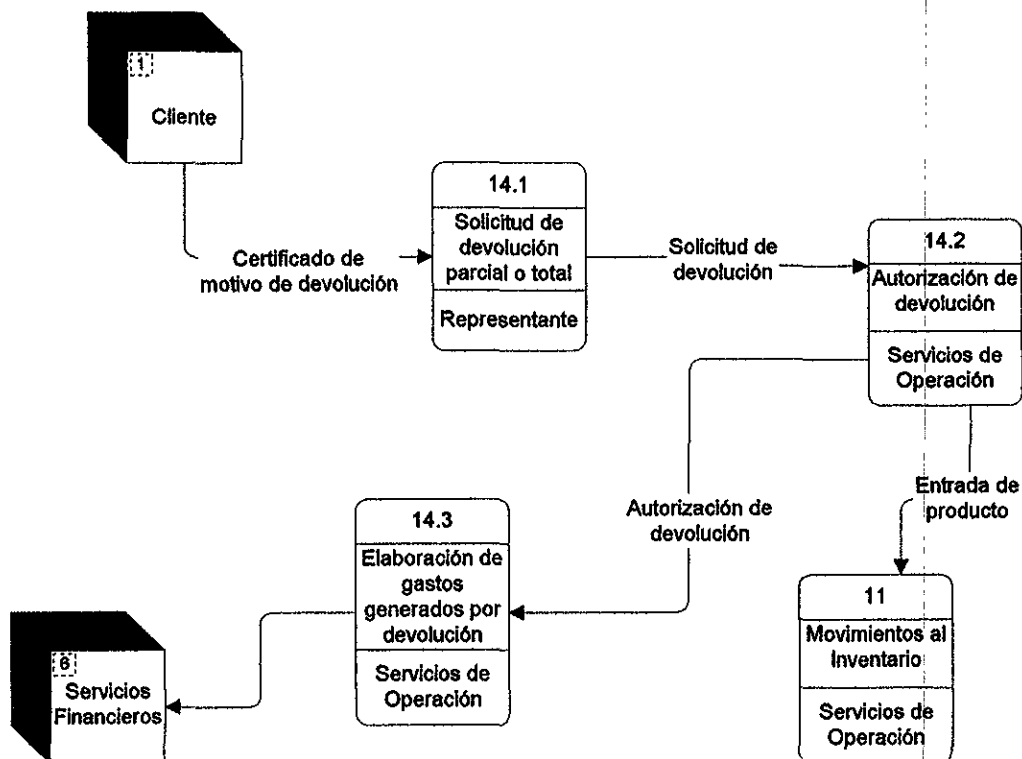 1
Cliente
Certificado de
motivo de devolución
14.1
Solicitud de
devolución
parcial o total
Representante
Solicitud de
devolución
14.2
Autorización de
devolución
Servicios de
Operación
Entrada de
producto
Autorización de
devolución
14.3
Elaboración de
gastos
generados por
devolución
Servicios de
Operación
11
Movimientos al
Inventario
Servicios de
Operación
6
Servicios
Financieros